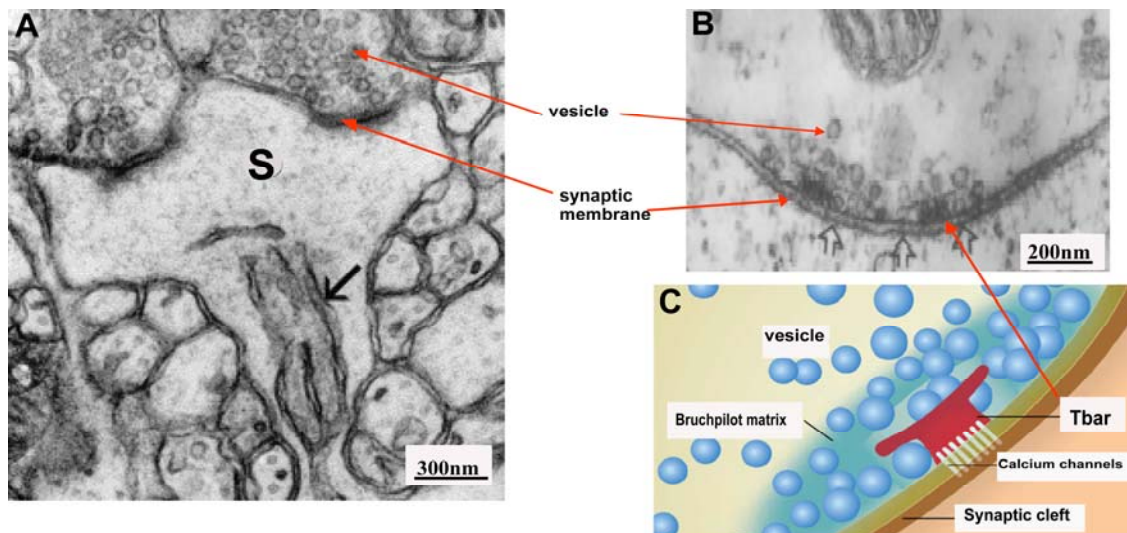 A
vesicle
S
synaptic
membrane
300nm
B
200nm
C
vesicle
Bruchpilot matrix
Tbar
Calcium channels
Synaptic cleft